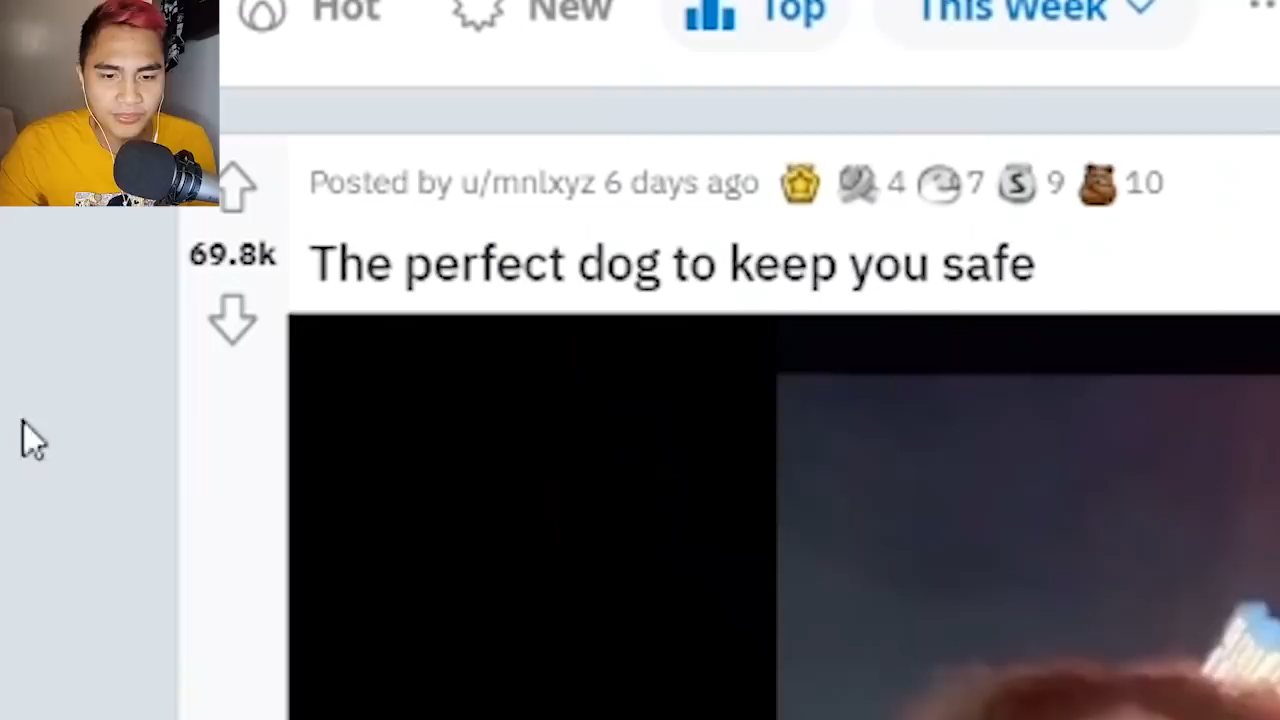 Hot New Top This Week
Posted by u/mnlxyz 6 days ago 4 7 S 9 10
69.8k
The perfect dog to keep you safe